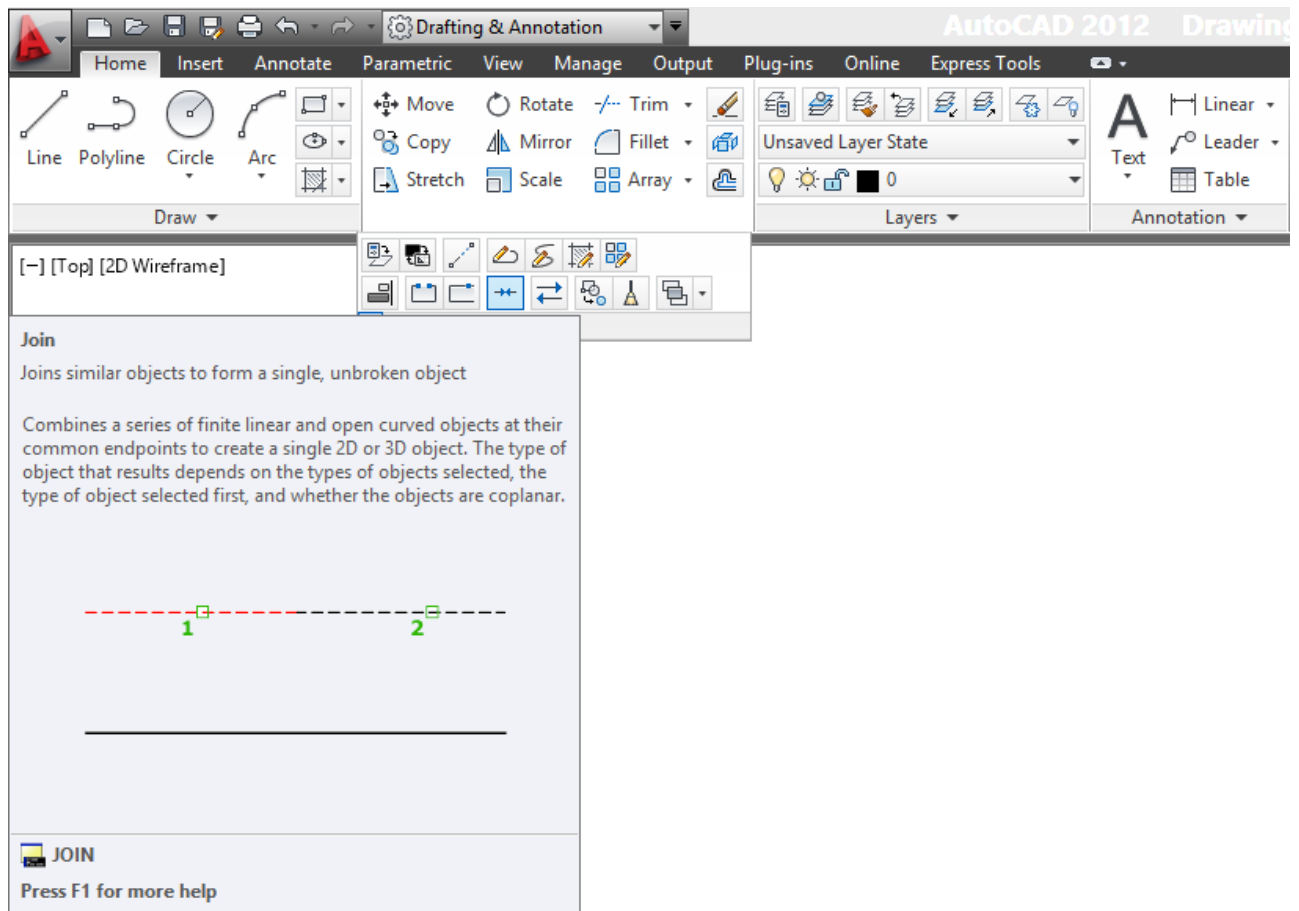 Drafting & Annotation
AutoCAD 2012 Drawing
Home Insert Annotate Parametric View Manage Output Plug-ins Online Express Tools
Move Rotate Trim Linear
Copy Mirror Fillet Unsaved Layer State Leader
Line Polyline Circle Arc Text
Stretch Scale Array 0 Table
Draw Layers Annotation
[−] [Top] [2D Wireframe]
Join
Joins similar objects to form a single, unbroken object
Combines a series of finite linear and open curved objects at their
common endpoints to create a single 2D or 3D object. The type of
object that results depends on the types of objects selected, the
type of object selected first, and whether the objects are coplanar.
1 2
JOIN
Press F1 for more help